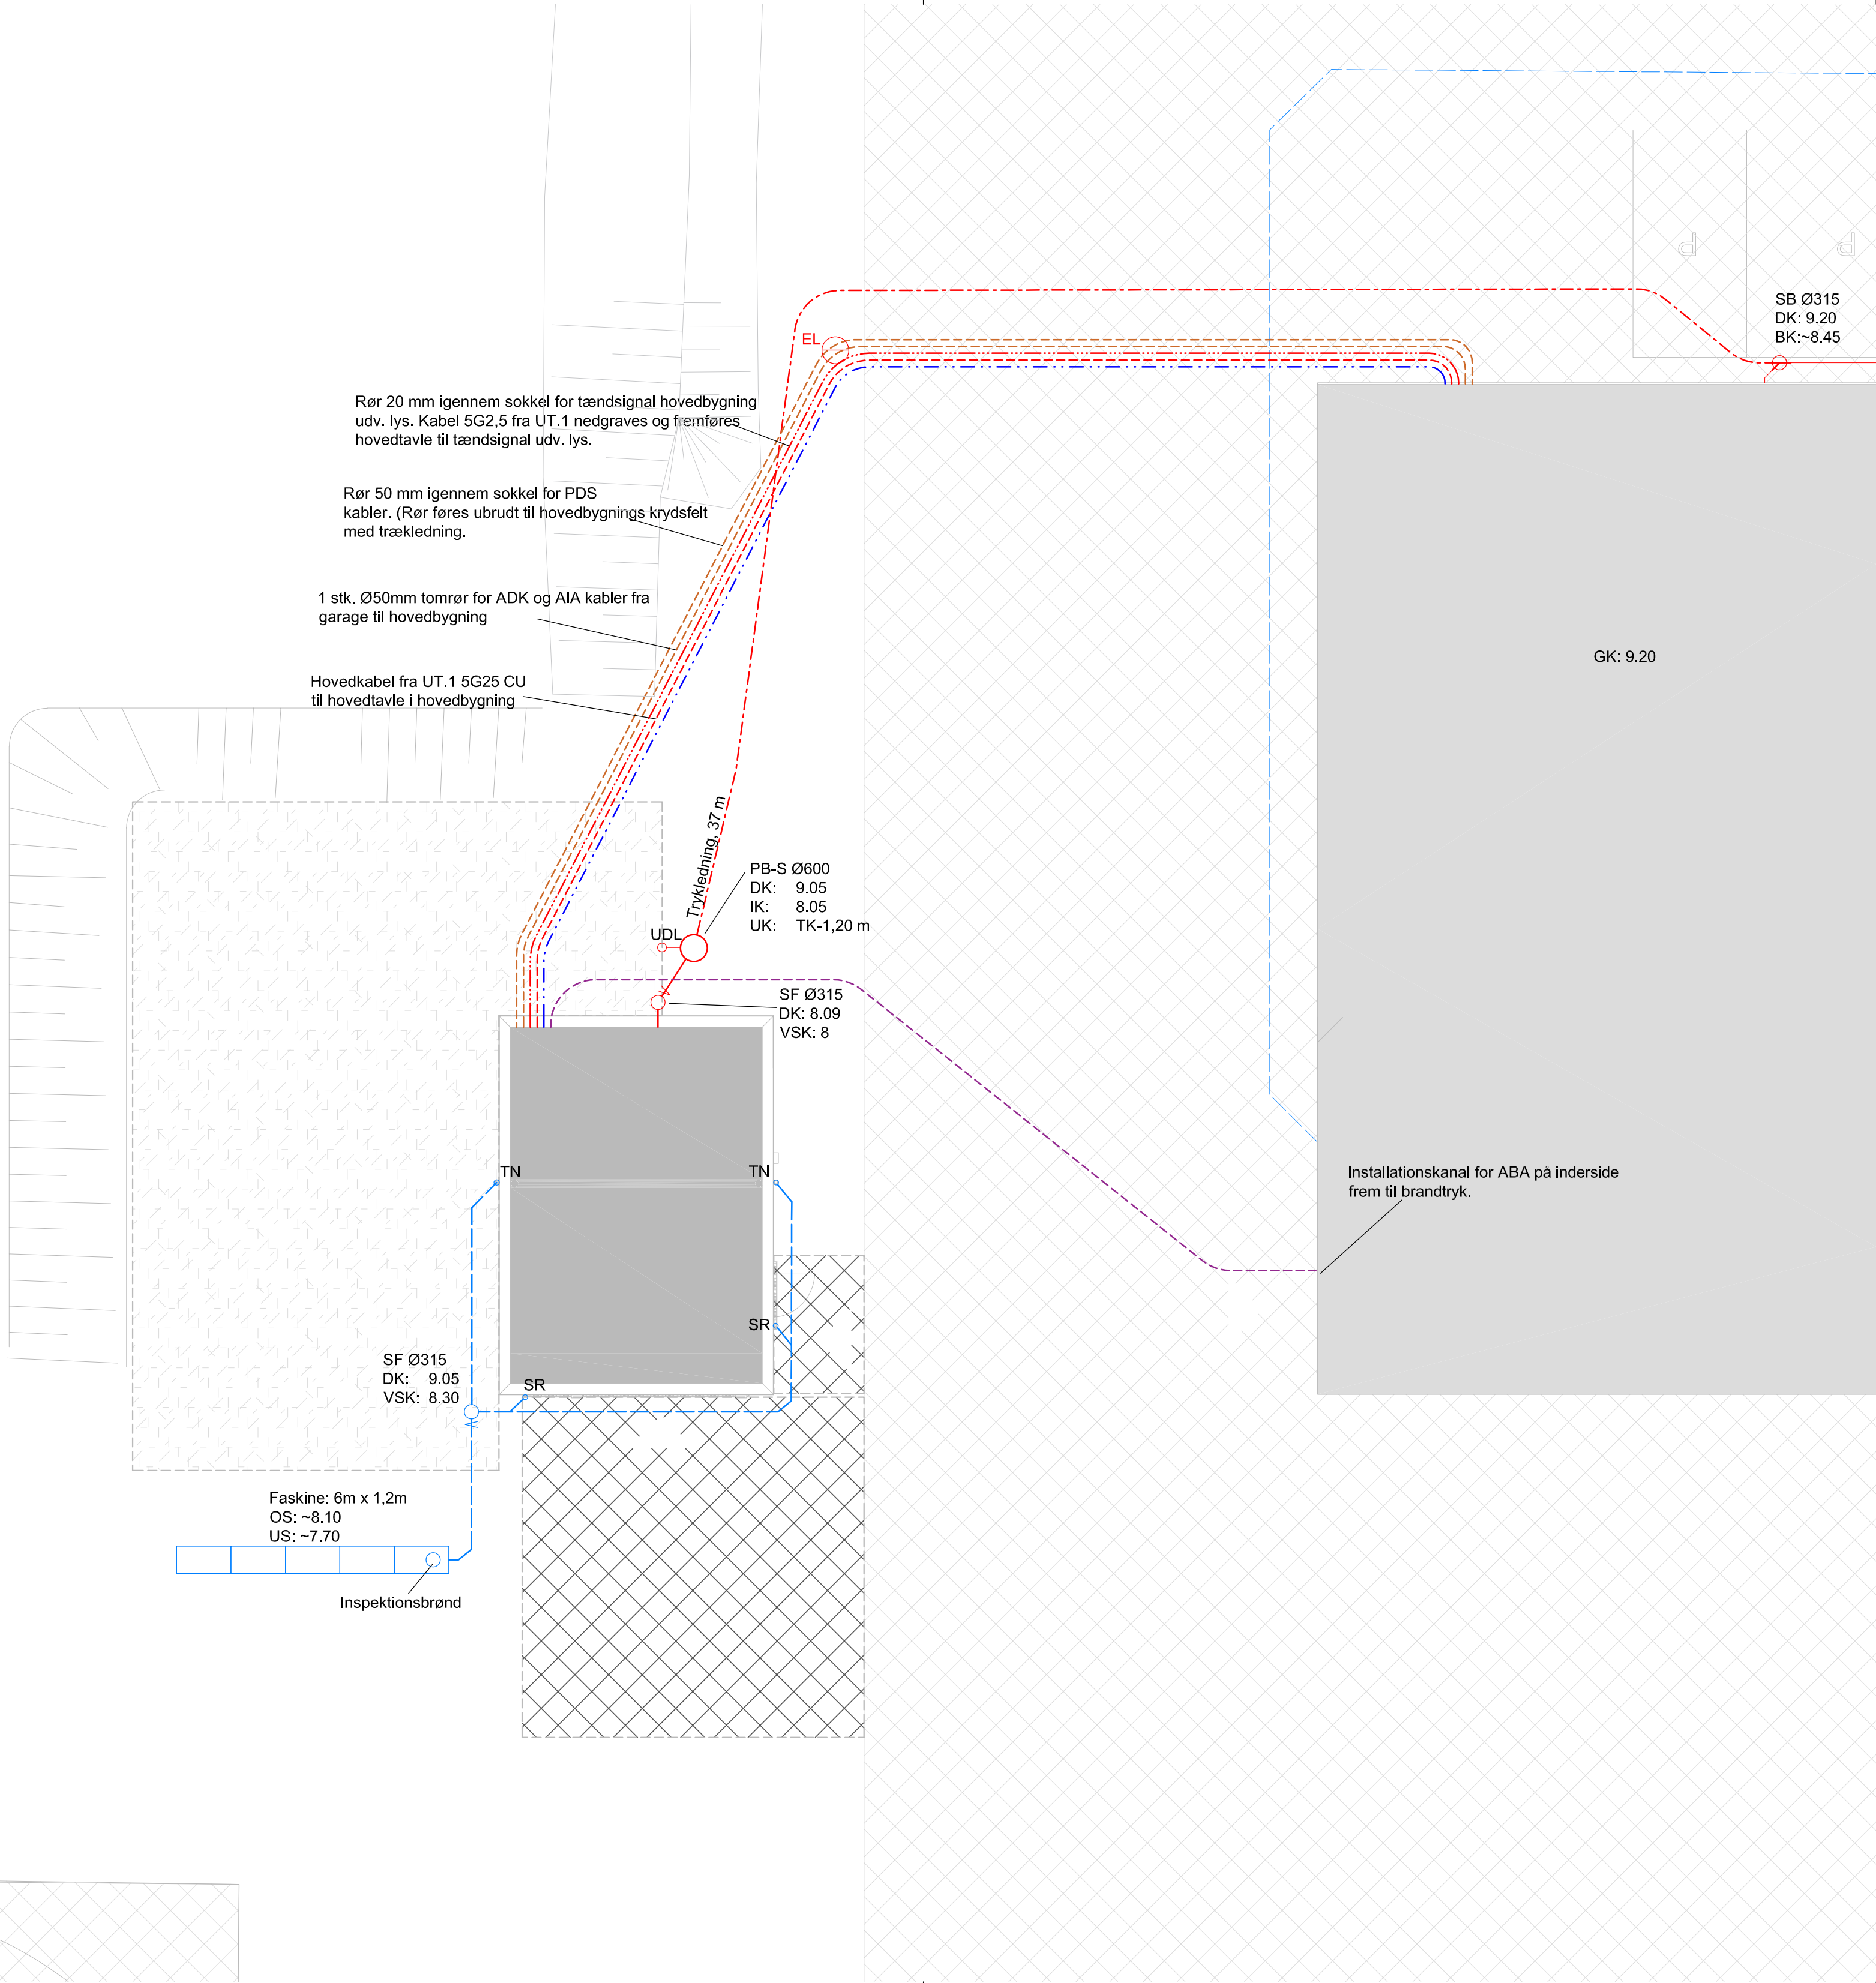 P
P
SB Ø315
DK: 9.20
BK:~8.45
EL
Rør 20 mm igennem sokkel for tændsignal hovedbygning
udv. lys. Kabel 5G2,5 fra UT.1 nedgraves og fremføres
hovedtavle til tændsignal udv. lys.
Rør 50 mm igennem sokkel for PDS
kabler. (Rør føres ubrudt til hovedbygnings krydsfelt
med trækledning.
1 stk. Ø50mm tomrør for ADK og AIA kabler fra
garage til hovedbygning
GK: 9.20
Hovedkabel fra UT.1 5G25 CU
til hovedtavle i hovedbygning
Trykledning, 37 m
PB-S Ø600
DK: 9.05
IK: 8.05
UK: TK-1,20 m
UDL
SF Ø315
DK: 8.09
VSK: 8
TN
TN
Installationskanal for ABA på inderside
frem til brandtryk.
SR
SF Ø315
DK: 9.05
VSK: 8.30
SR
Faskine: 6m x 1,2m
OS: ~8.10
US: ~7.70
Inspektionsbrønd